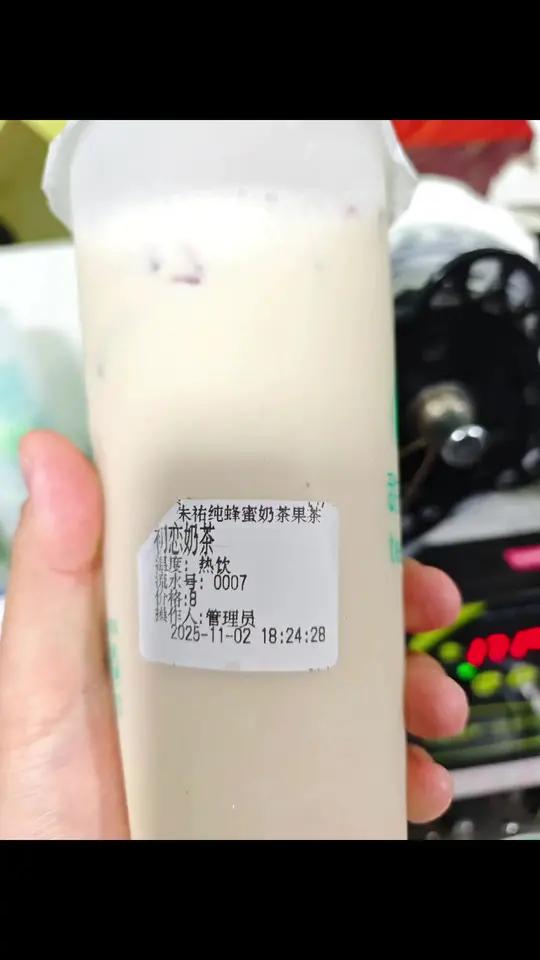 朱祐纯蜂蜜奶茶果茶
初恋奶茶
温度: 热饮
流水号: 0007
价格:8
操作人:管理员
2025-11-02 18:24:28